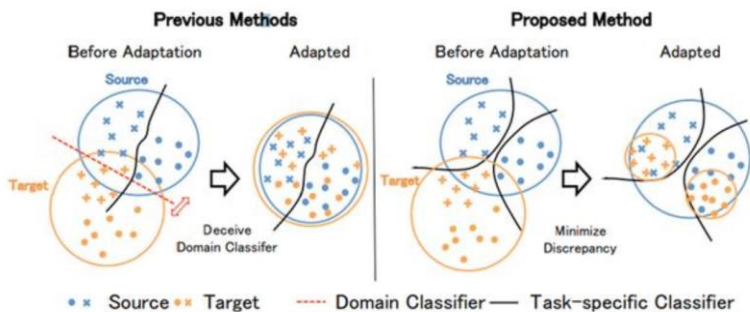 Previous Methods
Proposed Method
Before Adaptation
Adapted
Before Adaptation
Adapted
Source
Source
Target
Target
Deceive
Domain Classifer
Minimize
Discrepancy
Source
Target
Domain Classifier
Task-specific Classifier